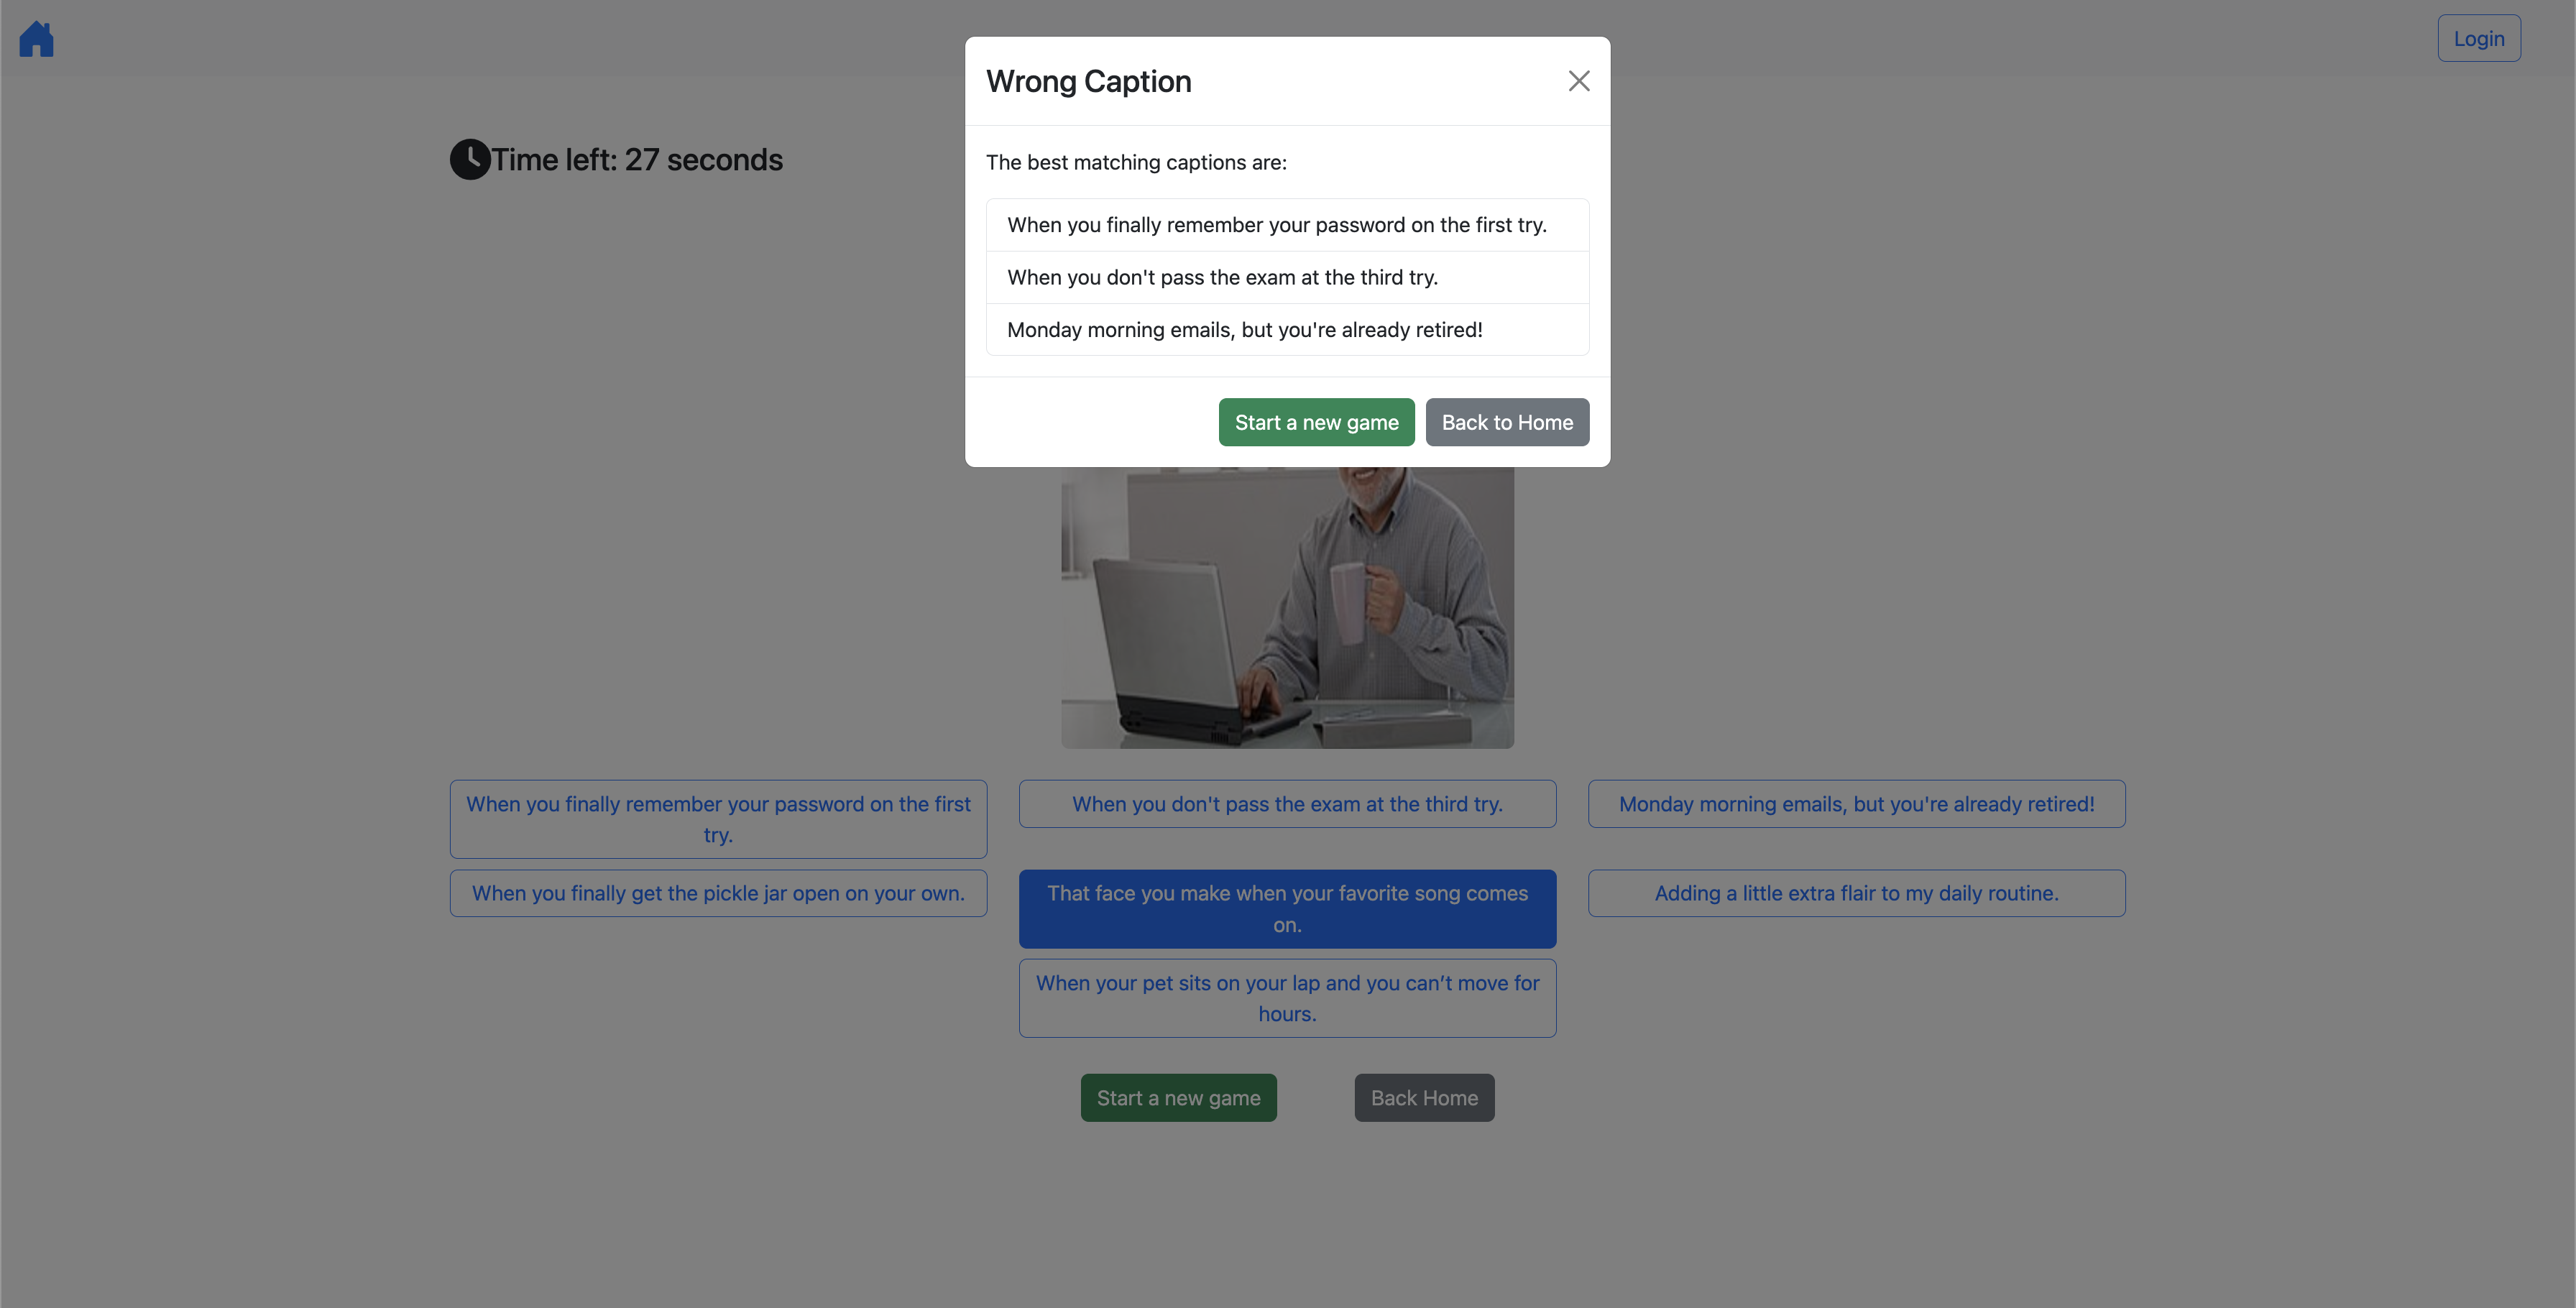 Login
Wrong Caption
Time left: 27 seconds
The best matching captions are:
When you finally remember your password on the first try.
When you don't pass the exam at the third try.
Monday morning emails, but you're already retired!
Start a new game
Back to Home
When you finally remember your password on the first
try.
When you don't pass the exam at the third try.
Monday morning emails, but you're already retired!
When you finally get the pickle jar open on your own.
That face you make when your favorite song comes
on.
Adding a little extra flair to my daily routine.
When your pet sits on your lap and you can’t move for
hours.
Start a new game
Back Home